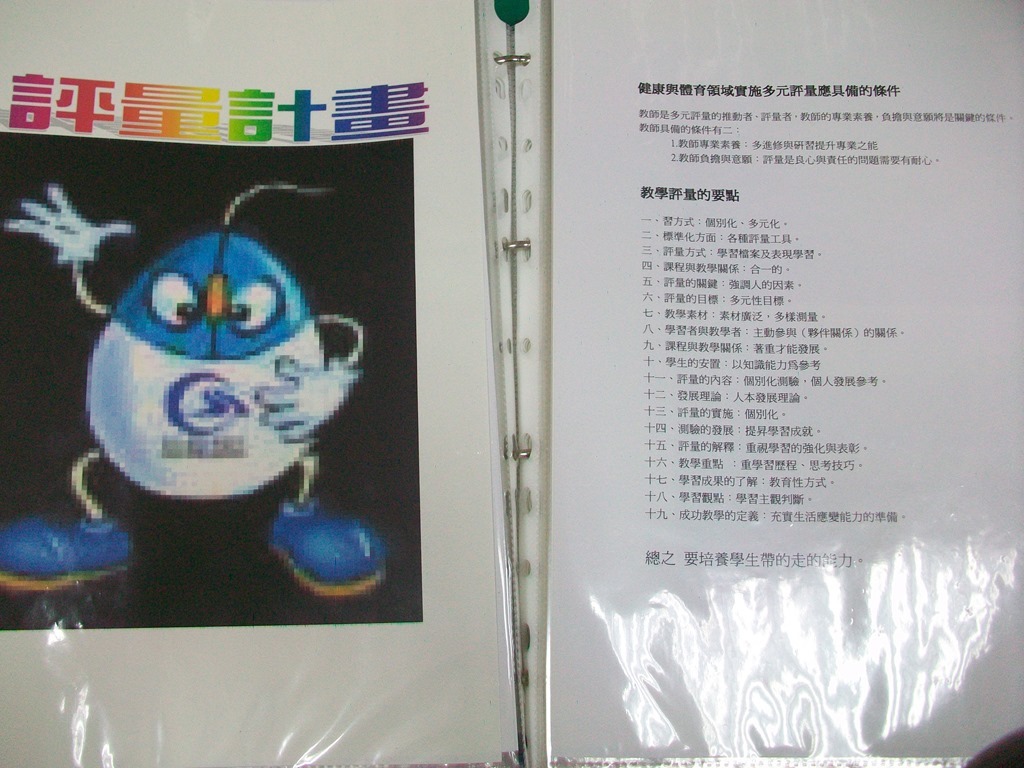 評量計畫
健康與體育領域實施多元評量應具備的條件
教師是多元評量的推動者、評量者，教師的專業素養，負擔與意願將是關鍵的條件。
教師具備的條件有二：
1.教師專業素養：多進修與研習提升專業之能
2.教師負擔與意願：評量是良心與責任的問題需要有耐心。
教學評量的要點
一、習方式：個別化、多元化。
二、標準化方面：各種評量工具。
三、評量方式：學習檔案及表現學習。
四、課程與教學關係：合一的。
五、評量的關鍵：強調人的因素。
六、評量的目標：多元性目標。
七、教學素材：素材廣泛，多樣測量。
八、學習者與教學者：主動參與（夥伴關係）的關係。
九、課程與教學關係：著重才能發展。
十、學生的安置：以知識能力為參考
十一、評量的內容：個別化測驗，個人發展參考。
十二、發展理論：人本發展理論。
十三、評量的實施：個別化。
十四、測驗的發展：提昇學習成就。
十五、評量的解釋：重視學習的強化與表彰。
十六、教學重點 ：重學習歷程、思考技巧。
十七、學習成果的了解：教育性方式。
十八、學習觀點：學習主觀判斷。
十九、成功教學的定義：充實生活應變能力的準備。
總之 要培養學生帶的走的能力。